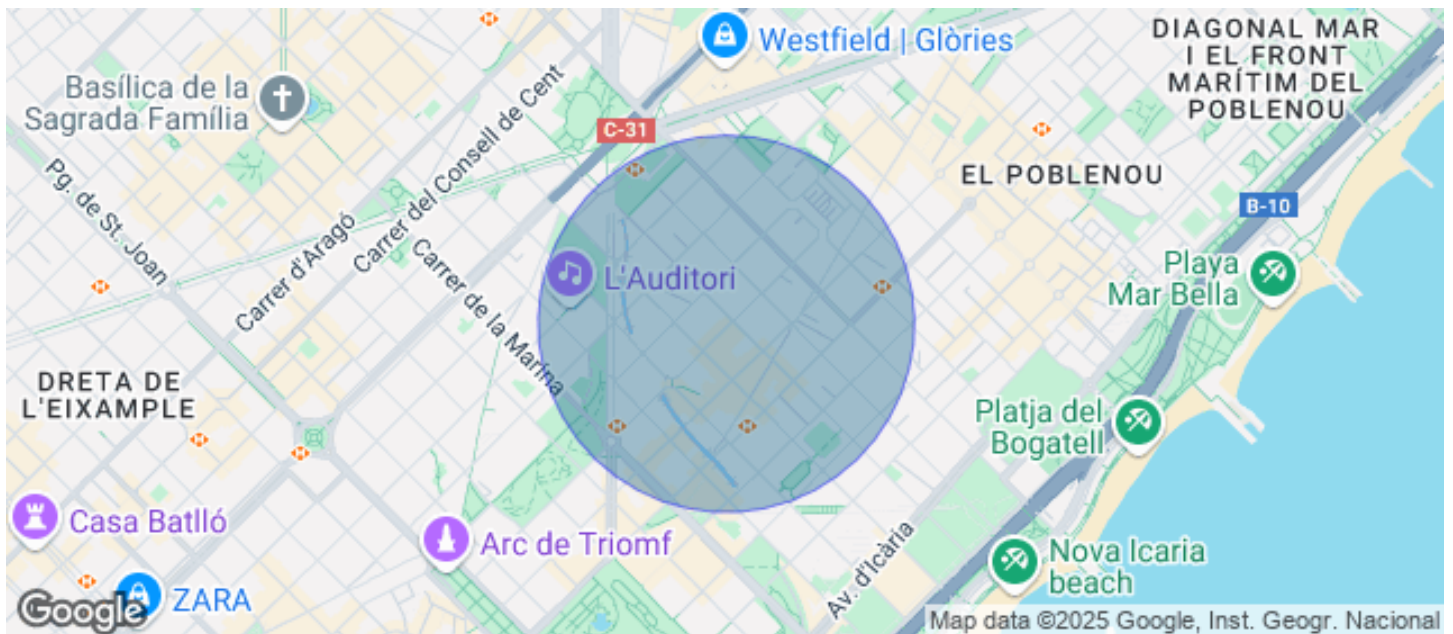 Westfield | Glòries
DIAGONAL MAR
I EL FRONT
MARÍTIM DEL
POBLENOU
Basílica de la
Sagrada Família
Carrer del Consell de Cent
C-31
EL POBLENOU
Pg. de St. Joan
B-10
Carrer d'Aragó
Carrer de la Marina
L'Auditori
Playa
Mar Bella
DRETA DE
L'EIXAMPLE
Platja del
Bogatell
Casa Batlló
Arc de Triomf
Av. d'Icària
Nova Icaria
beach
ZARA
Google
Map data ©2025 Google, Inst. Geogr. Nacional